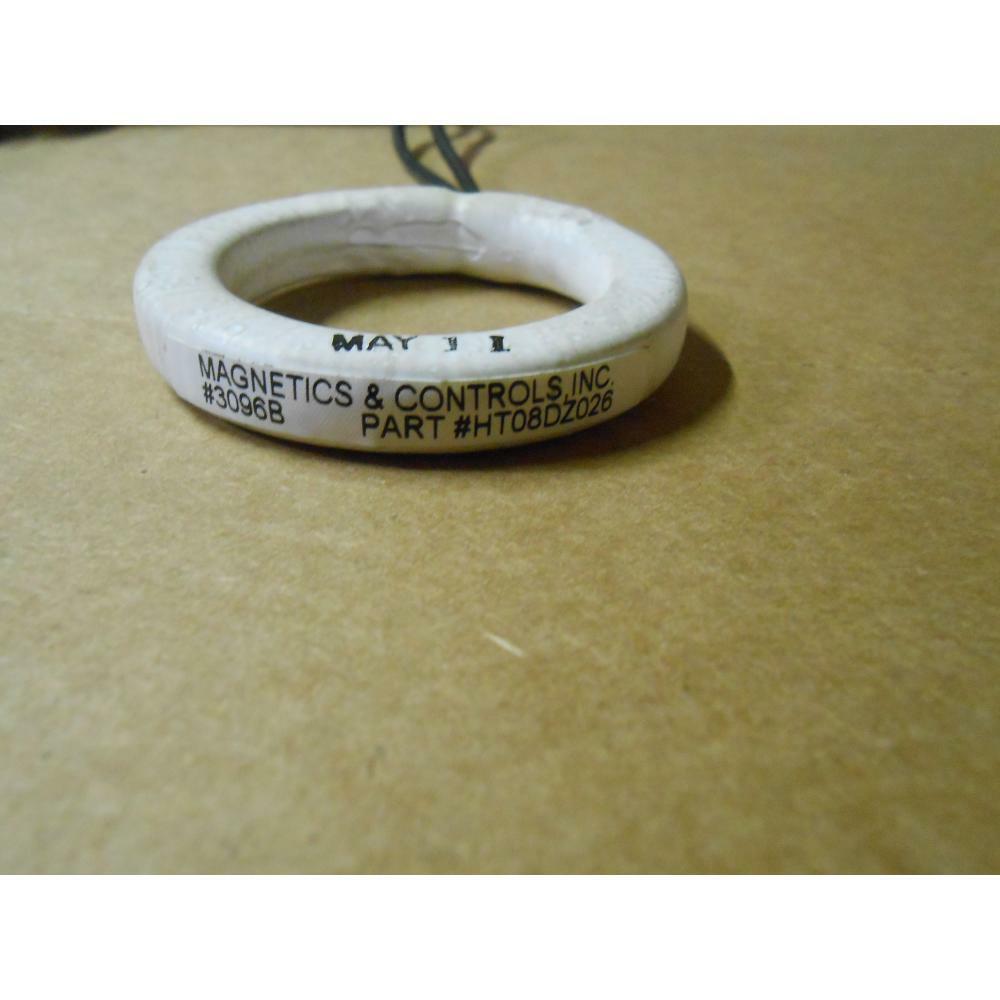 MAY 11
MAGNETICS & CONTROLS,INC.
#3096B PART #HT08DZ026